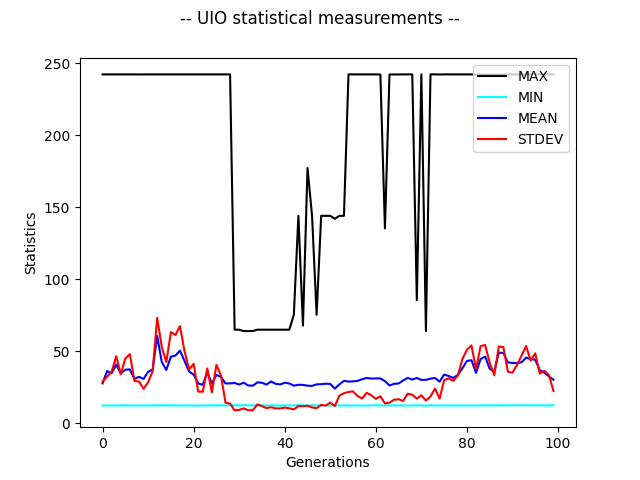 -- UIO statistical measurements --
250
200
150
100
50
0
Statistics
0 20 40 60 80 100
Generations
MAX
MIN
MEAN
STDEV